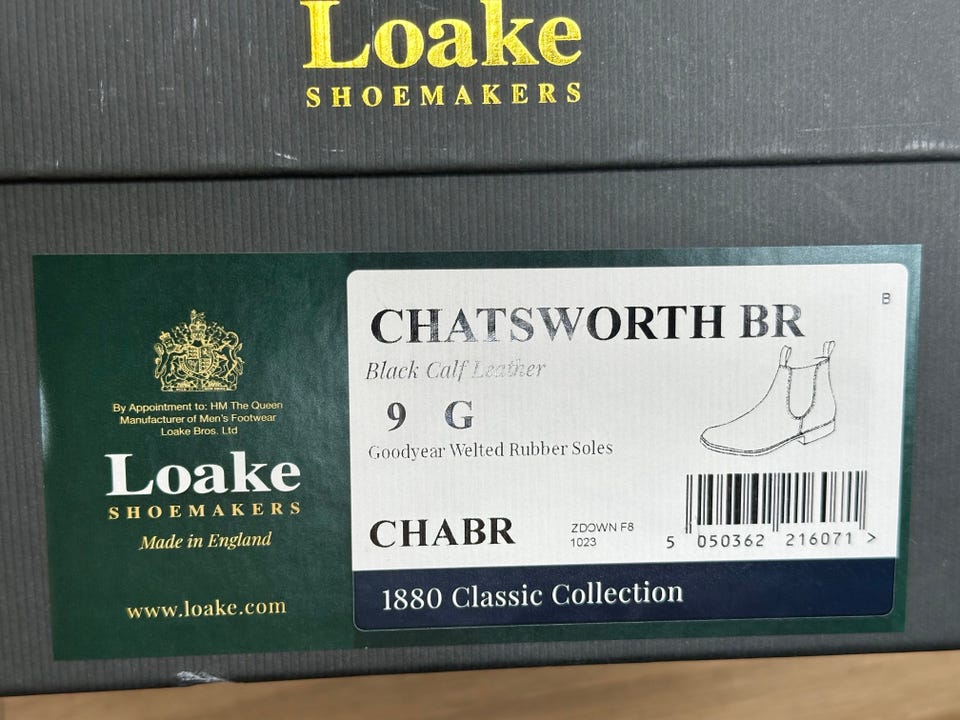 Loake
SHOEMAKERS
By Appointment to: HM The Queen
Manufacturer of Men's Footwear
Loake Bros. Ltd
Loake
SHOEMAKERS
Made in England
www.loake.com
B
CHATSWORTH BR
Black Calf Leather
9 G
Goodyear Welted Rubber Soles
CHABR
ZDOWN F8
1023
5 050362 216071 >
1880 Classic Collection